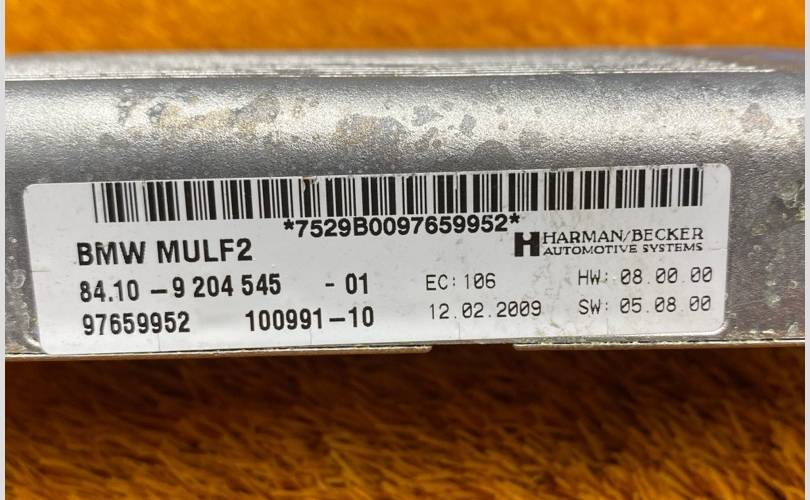 *7529B0097659952*
BMW MULF2
HARMAN/BECKER
AUTOMOTIVE SYSTEMS
84.10 - 9 204 545 - 01
EC: 106
HW: 08.00.00
97659952 100991-10
12.02.2009
SW: 05.08.00